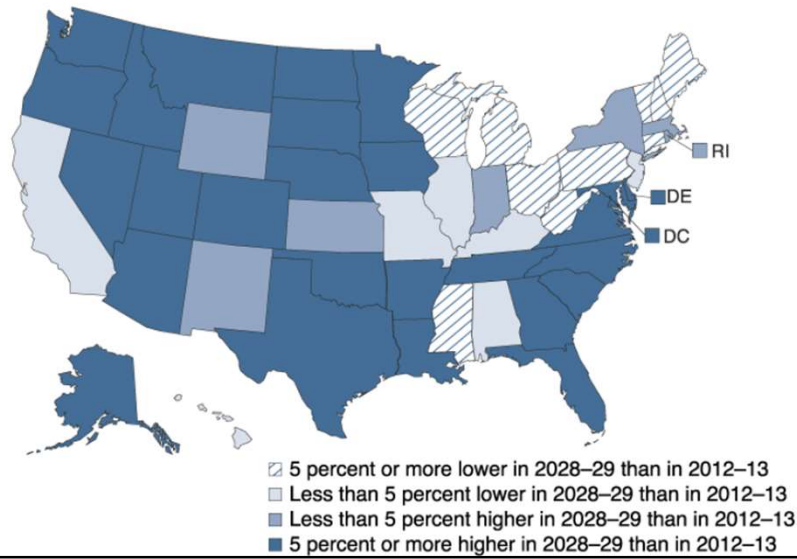 RI
DE
DC
5 percent or more lower in 2028–29 than in 2012–13
Less than 5 percent lower in 2028–29 than in 2012–13
Less than 5 percent higher in 2028–29 than in 2012–13
5 percent or more higher in 2028–29 than in 2012–13